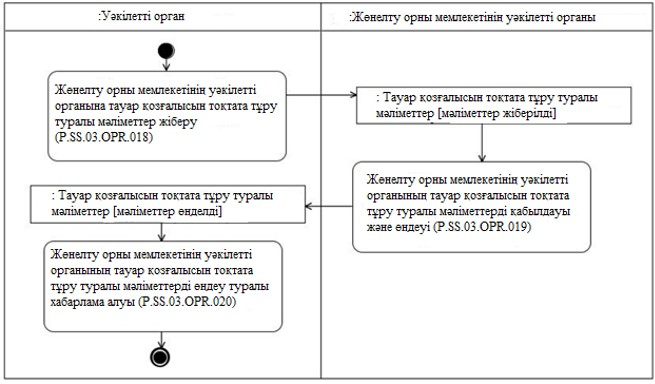 :Уәкілетті орган
:Жөнелту орны мемлекетінің уәкілетті органы
Жөнелту орны мемлекетінің уәкілетті
органына тауар қозғалысын тоқтата тұру
туралы мәліметтер жіберу
(P.SS.03.OPR.018)
: Тауар қозғалысын тоқтата тұру туралы
мәліметтер [мәліметтер жіберілді]
Жөнелту орны мемлекетінің уәкілетті
органының тауар қозғалысын тоқтата
тұру туралы мәліметтерді қабылдауы
және өңдеуі (P.SS.03.OPR.019)
: Тауар қозғалысын тоқтата тұру туралы
мәліметтер [мәліметтер өңделді]
Жөнелту орны мемлекетінің уәкілетті
органының тауар қозғалысын тоқтата
тұру туралы мәліметтерді өңдеу туралы
хабарлама алуы (P.SS.03.OPR.020)